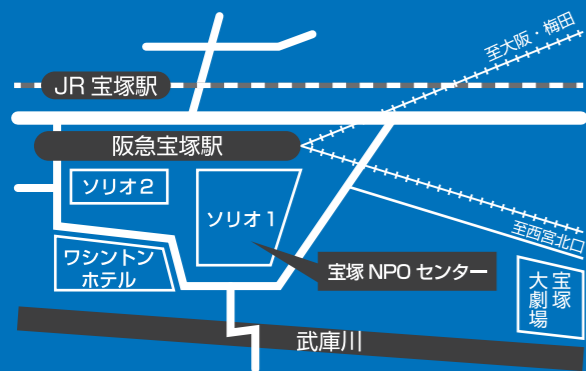 至大阪・梅田
JR 宝塚駅
阪急宝塚駅
ソリオ2
ソリオ1
至西宮北口
ワシントン
ホテル
宝塚 NPO センター
宝塚
大劇場
武庫川